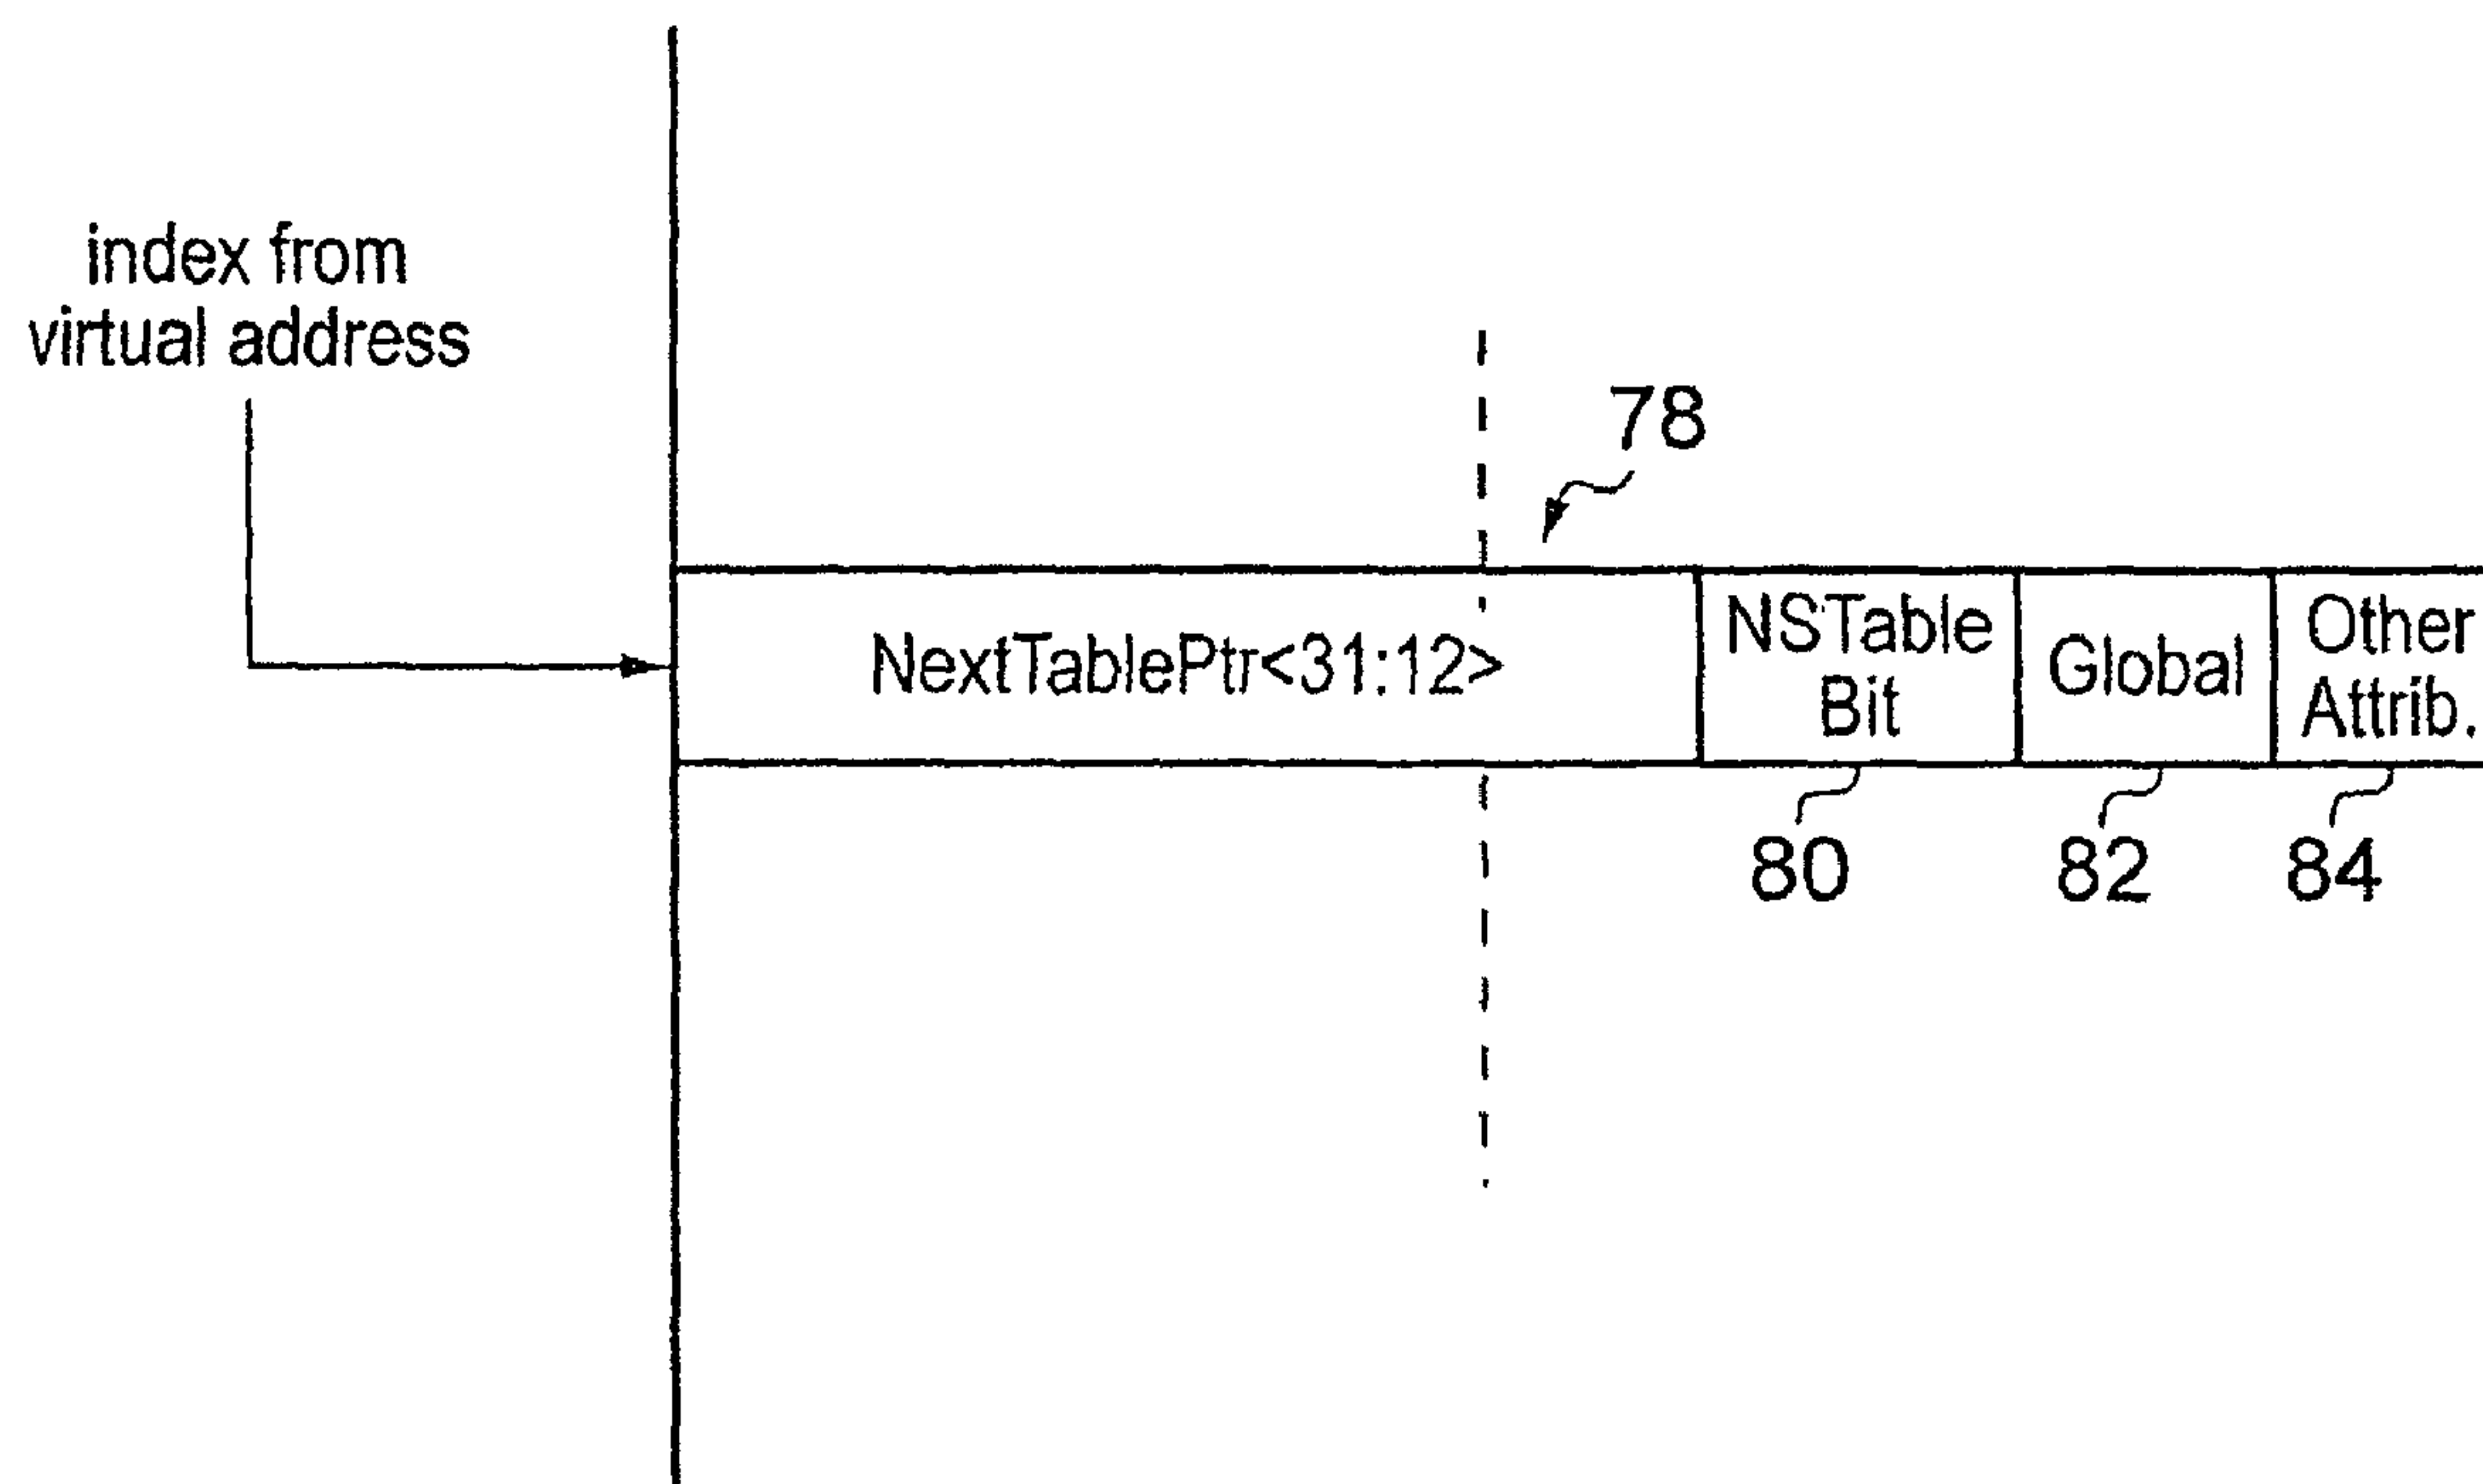 index from
virtual address
78
NextTablePtr<31:12>
NSTable
Bit
Global
Other
Attrib.
80
82
84